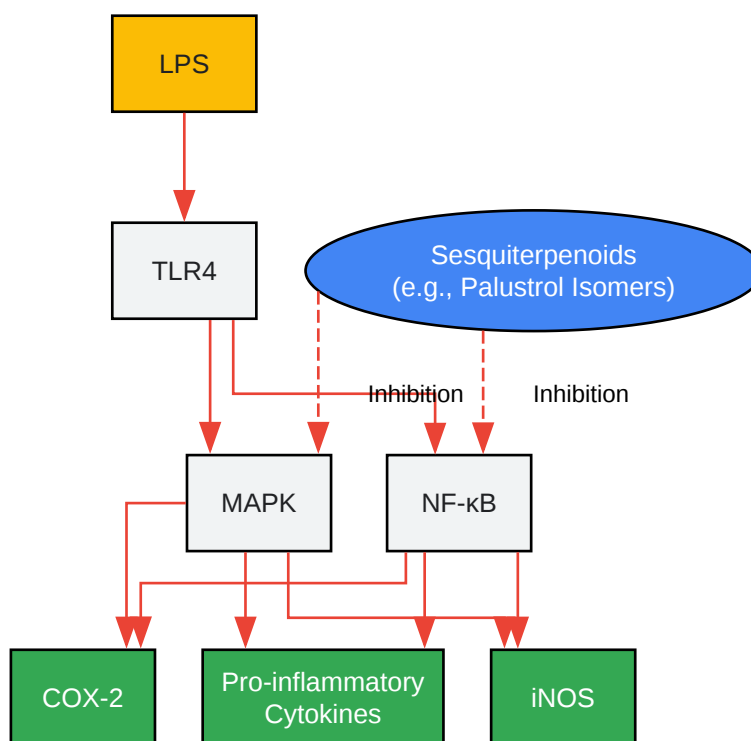 LPS
TLR4
Sesquiterpenoids
(e.g., Palustrol Isomers)
Inhibition
Inhibition
MAPK
NF-κB
COX-2
Pro-inflammatory
Cytokines
iNOS